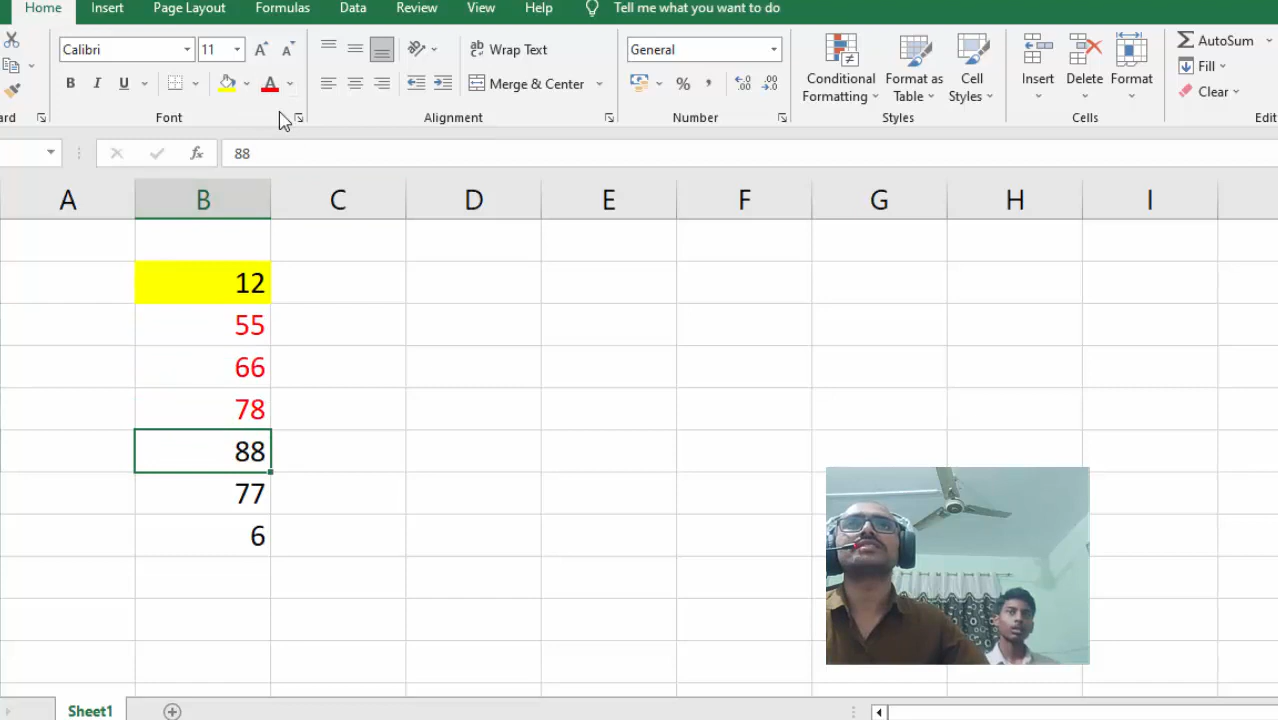 Home Insert Page Layout Formulas Data Review View Help Tell me what you want to do
Calibri 11 Wrap Text General AutoSum
Conditional Formatting Format as Table Cell Styles Insert Delete Format Fill
B I U A Merge & Center % , Clear
ard Font Alignment Number Styles Cells Edit
fx 88
A B C D E F G H I
12
55
66
78
88
77
6
Sheet1